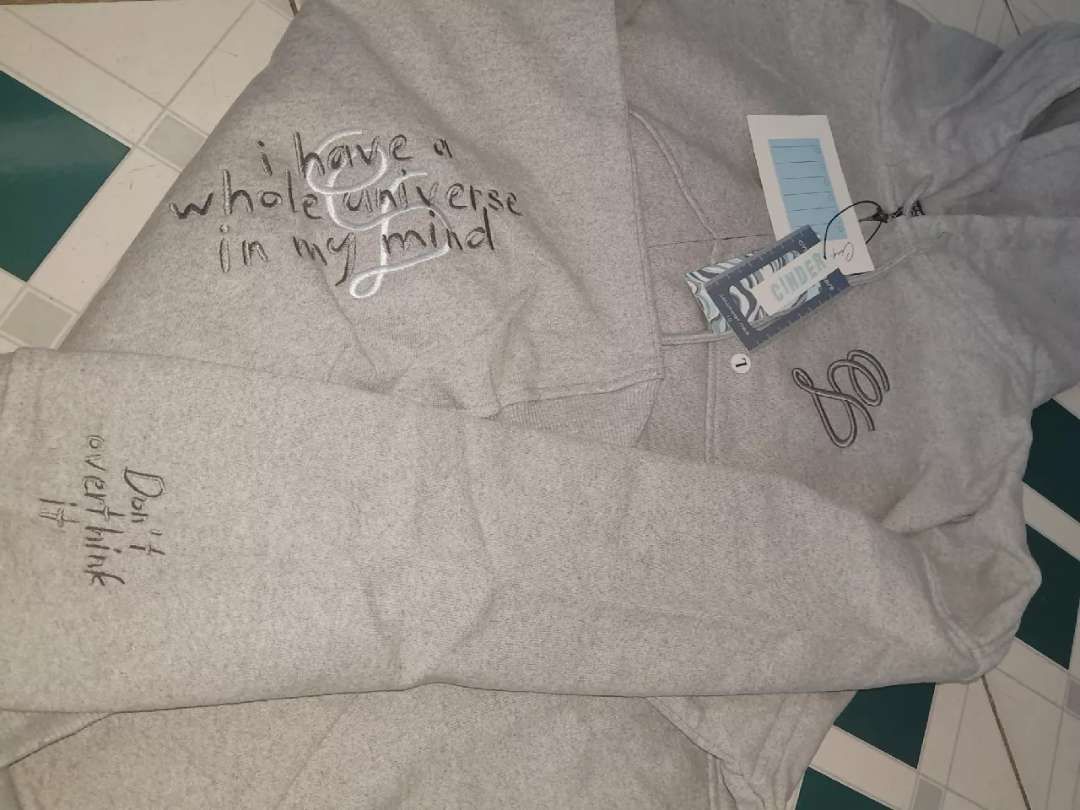 i have a
whole universe
in my mind
Don't
overthink
it
CINDER
L